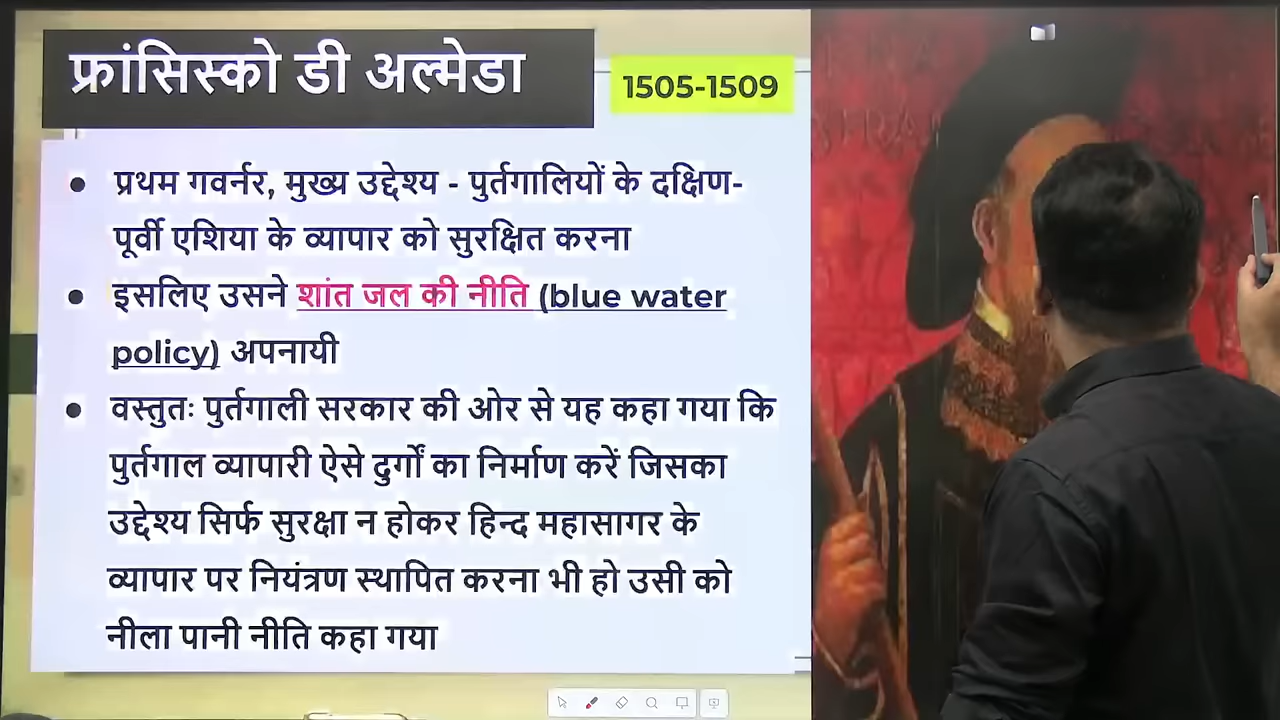 फ्रांसिस्को डी अल्मेडा
1505-1509
प्रथम गवर्नर, मुख्य उद्देश्य - पुर्तगालियों के दक्षिण-
पूर्वी एशिया के व्यापार को सुरक्षित करना
इसलिए उसने शांत जल की नीति (blue water
policy) अपनायी
वस्तुतः पुर्तगाली सरकार की ओर से यह कहा गया कि
पुर्तगाल व्यापारी ऐसे दुर्गों का निर्माण करें जिसका
उद्देश्य सिर्फ सुरक्षा न होकर हिन्द महासागर के
व्यापार पर नियंत्रण स्थापित करना भी हो उसी को
नीला पानी नीति कहा गया